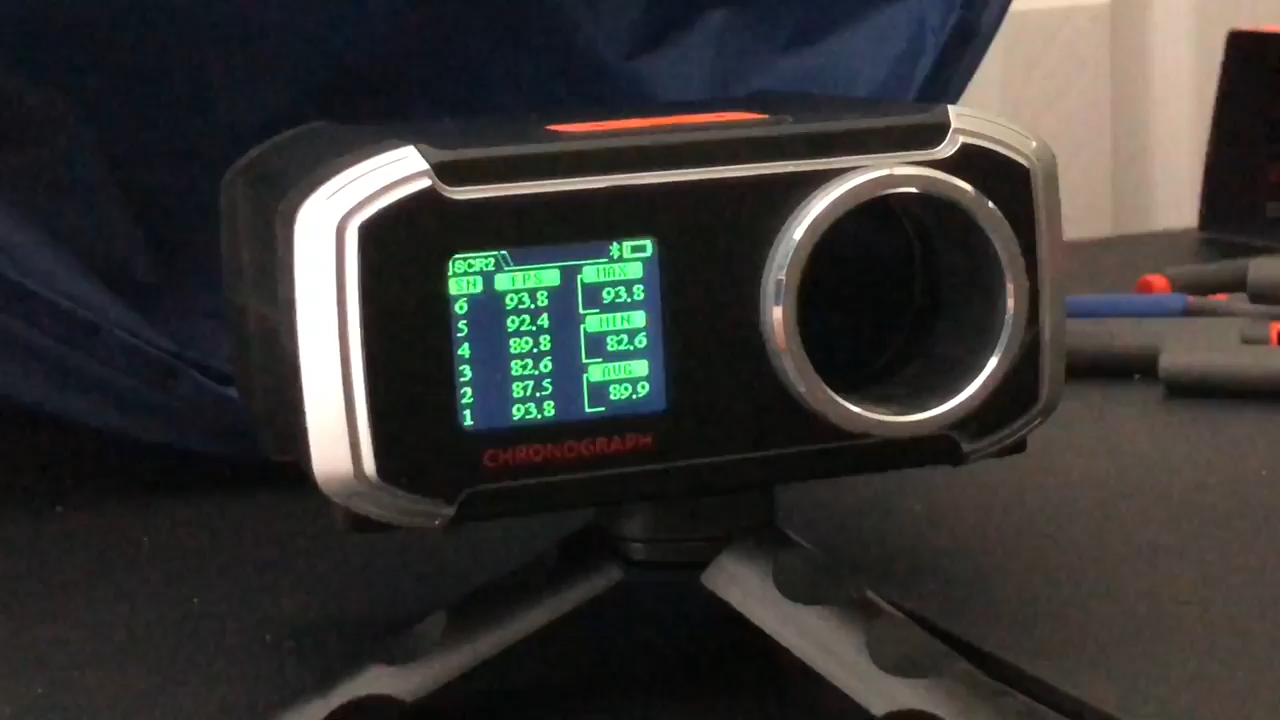 SCR2
SN FPS MAX
6 93.8 93.8
5 92.4 MIN
4 89.8 82.6
3 82.6 AVG
2 87.5 89.9
1 93.8
CHRONOGRAPH